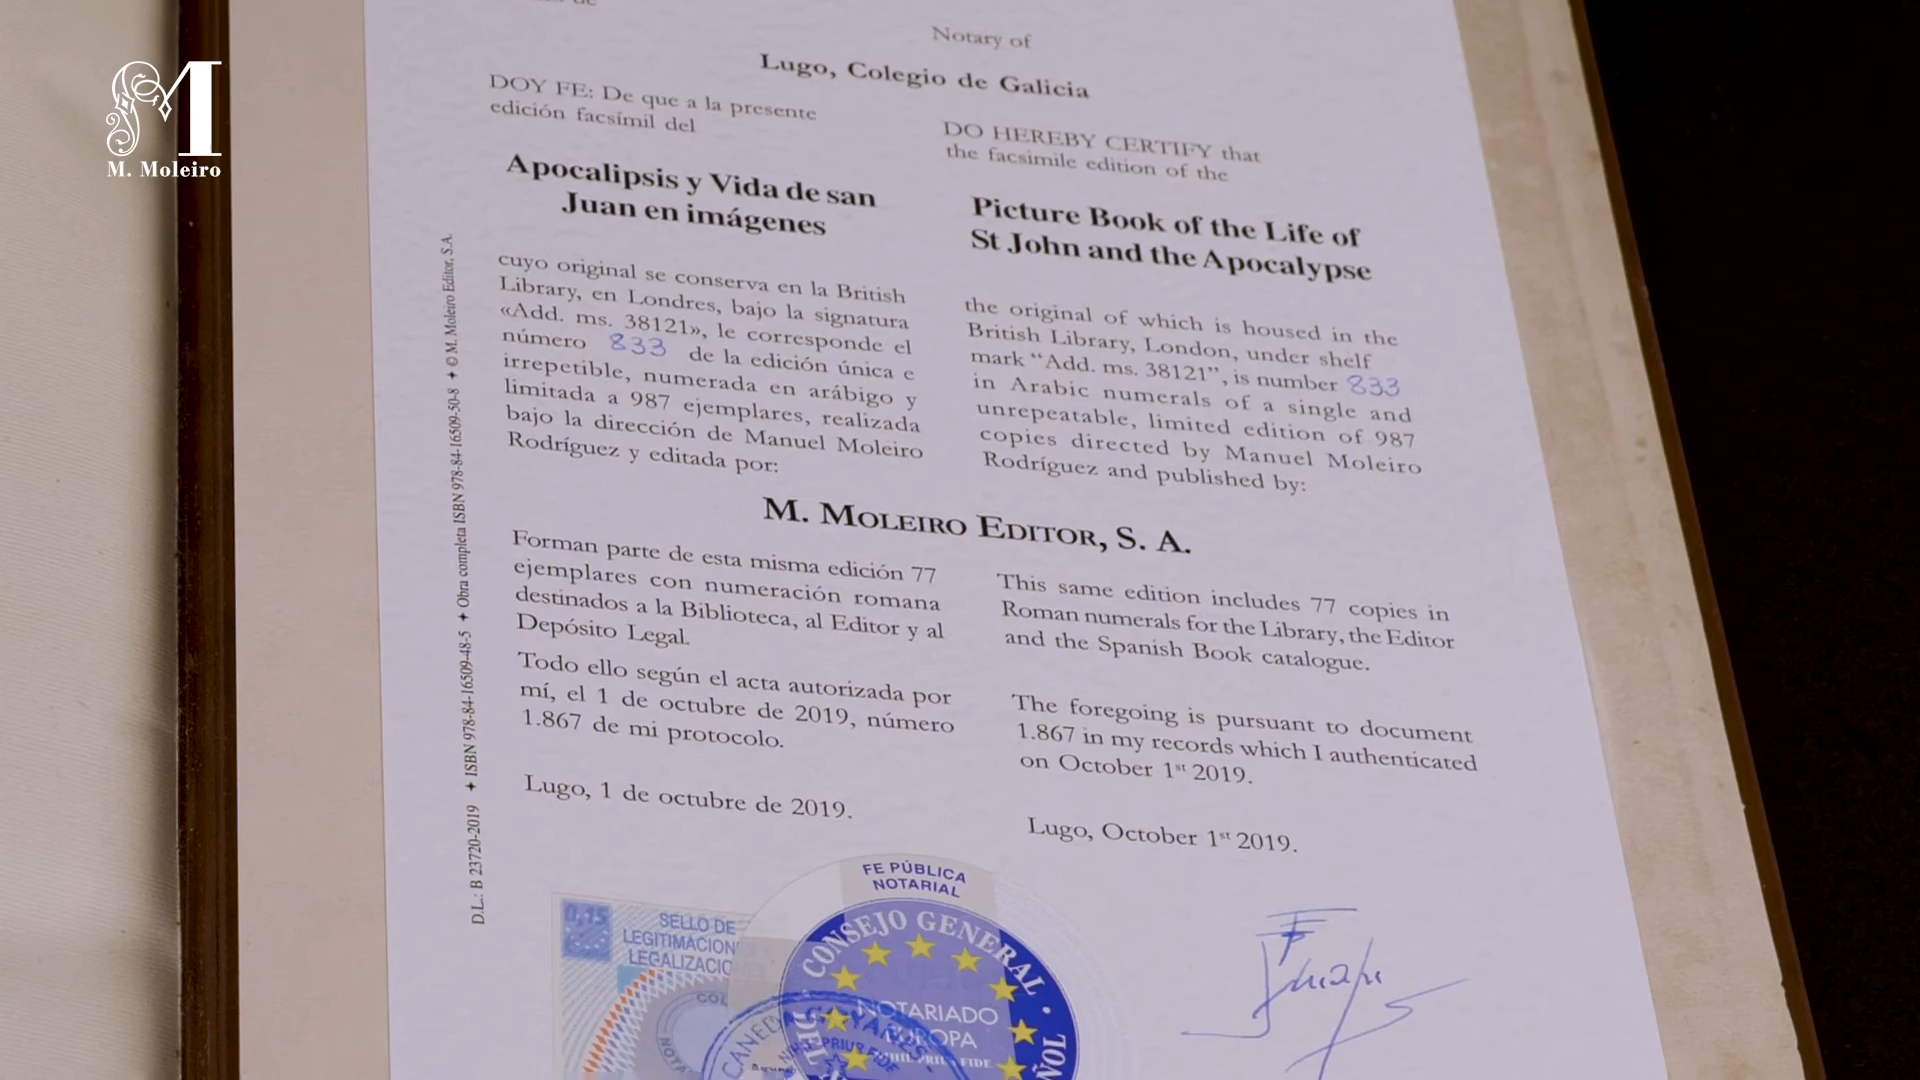 M. Moleiro
Notary of
Lugo, Colegio de Galicia
DOY FE: De que a la presente
edición facsímil del
Apocalipsis y Vida de san
Juan en imágenes
cuyo original se conserva en la British
Library, en Londres, bajo la signatura
«Add. ms. 38121», le corresponde el
número 833 de la edición única e
irrepetible, numerada en arábigo y
limitada a 987 ejemplares, realizada
bajo la dirección de Manuel Moleiro
Rodríguez y editada por:
DO HEREBY CERTIFY that
the facsimile edition of the
Picture Book of the Life of
St John and the Apocalypse
the original of which is housed in the
British Library, London, under shelf
mark “Add. ms. 38121”, is number 833
in Arabic numerals of a single and
unrepeatable, limited edition of 987
copies directed by Manuel Moleiro
Rodríguez and published by:
M. MOLEIRO EDITOR, S. A.
Forman parte de esta misma edición 77
ejemplares con numeración romana
destinados a la Biblioteca, al Editor y al
Depósito Legal.
Todo ello según el acta autorizada por
mí, el 1 de octubre de 2019, número
1.867 de mi protocolo.
Lugo, 1 de octubre de 2019.
This same edition includes 77 copies in
Roman numerals for the Library, the Editor
and the Spanish Book catalogue.
The foregoing is pursuant to document
1.867 in my records which I authenticated
on October 1st 2019.
Lugo, October 1st 2019.
D.L.: B 23720-2019 ✦ ISBN 978-84-16509-48-5 ✦ Obra completa ISBN 978-84-16509-50-8 ✦ © M. Moleiro Editor, S.A.
FE PÚBLICA
NOTARIAL
CONSEJO GENERAL
NOTARIADO
EUROPA
0,15
SELLO DE
LEGITIMACION